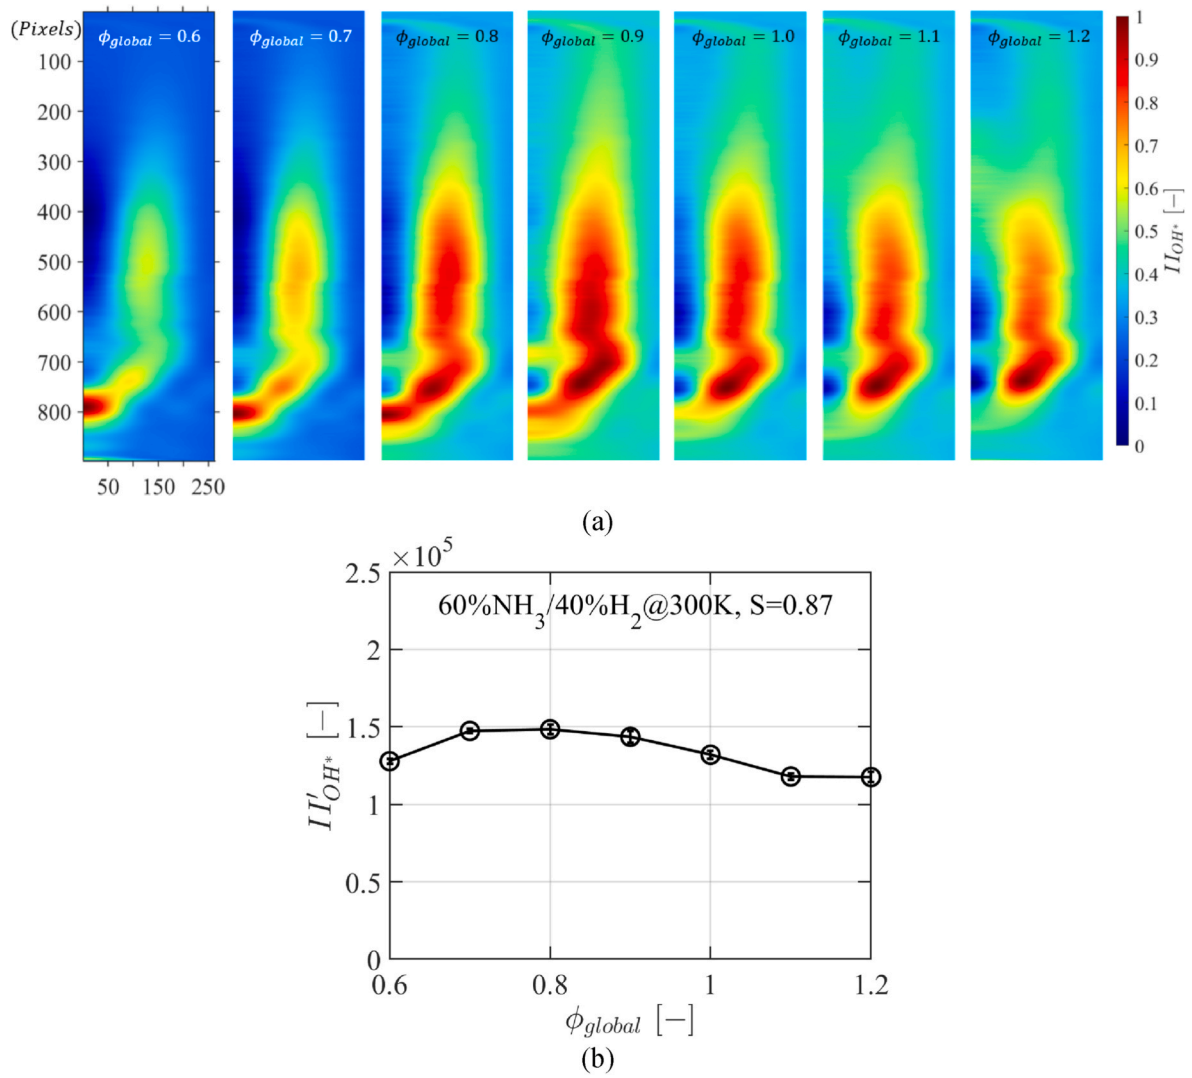 (Pixels)
ϕglobal = 0.6
ϕglobal = 0.7
ϕglobal = 0.8
ϕglobal = 0.9
ϕglobal = 1.0
ϕglobal = 1.1
ϕglobal = 1.2
100
200
300
400
500
600
700
800
50 150 250
1
0.9
0.8
0.7
0.6
0.5
0.4
0.3
0.2
0.1
0
II_OH* [−]
(a)
×10^5
2.5
2
1.5
1
0.5
0
60%NH3/40%H2@300K, S=0.87
II′_OH* [−]
0.6 0.8 1 1.2
ϕglobal [−]
(b)